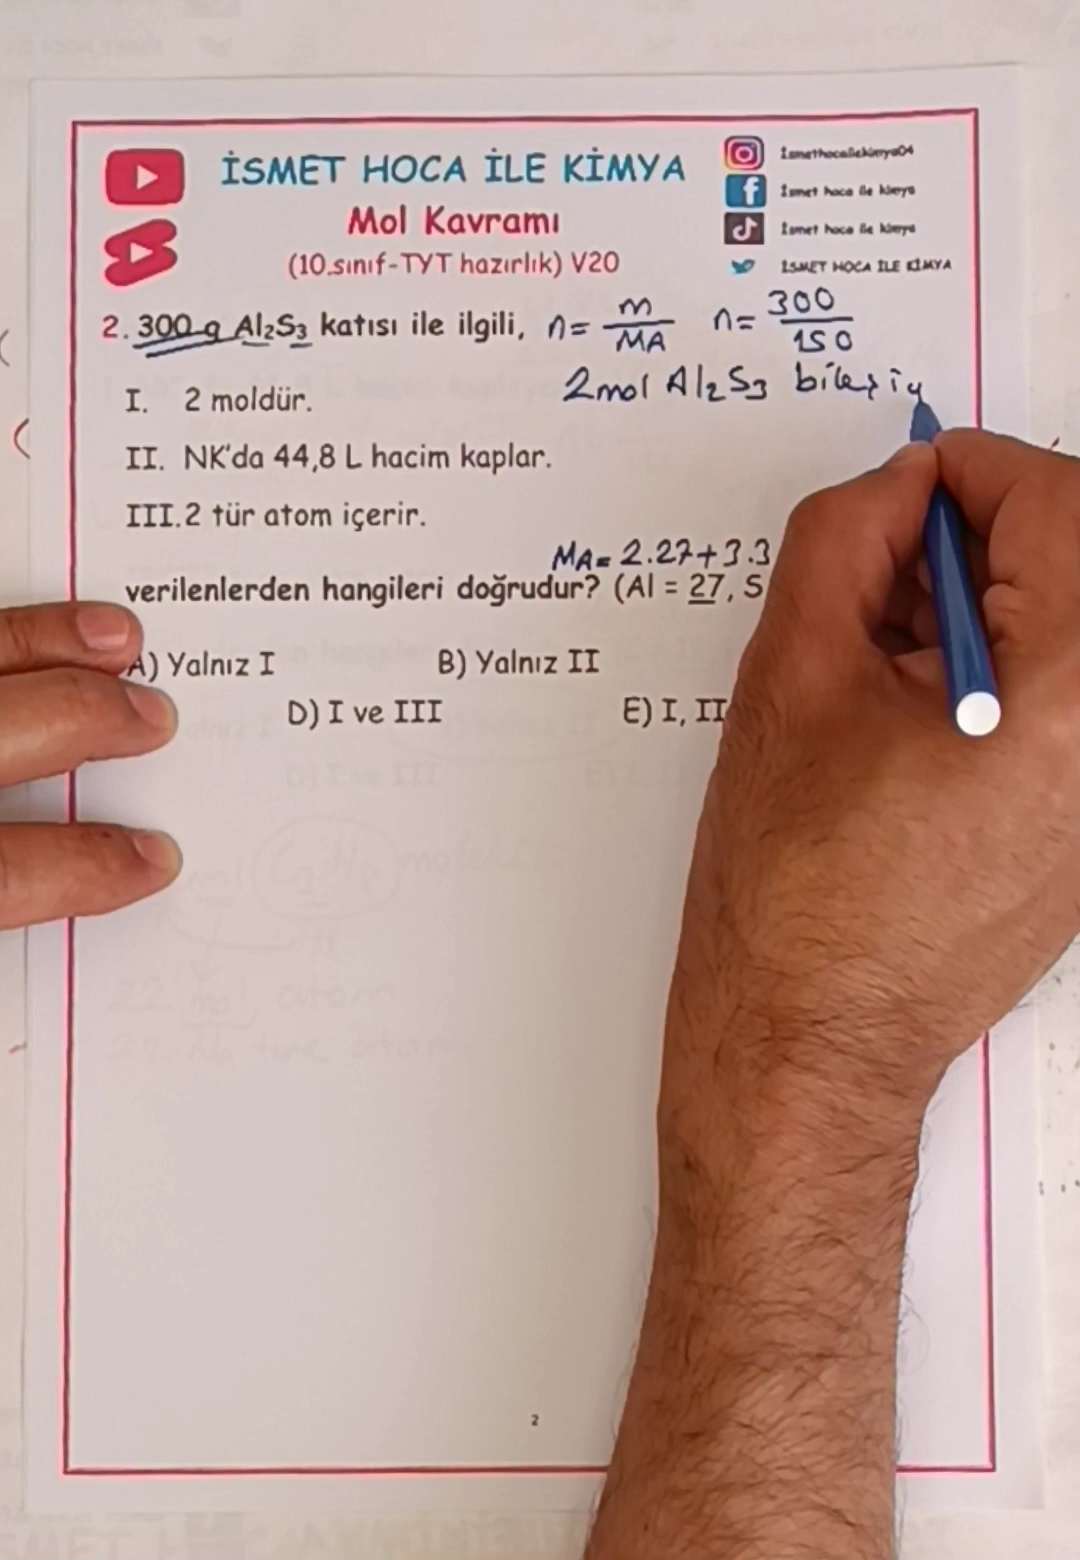 İSMET HOCA İLE KİMYA
Mol Kavramı
(10.sınıf-TYT hazırlık) V20
ismethocailekimya04
İsmet hoca ile kimya
İsmet hoca ile kimya
İSMET HOCA İLE KİMYA
2. 300 g Al₂S₃ katısı ile ilgili, n= m/MA n= 300/150
2mol Al₂S₃ bileşiğ
I. 2 moldür.
II. NK'da 44,8 L hacim kaplar.
III. 2 tür atom içerir.
MA= 2.27+3.3
verilenlerden hangileri doğrudur? (Al = 27, S
A) Yalnız I B) Yalnız II
D) I ve III E) I, II
2